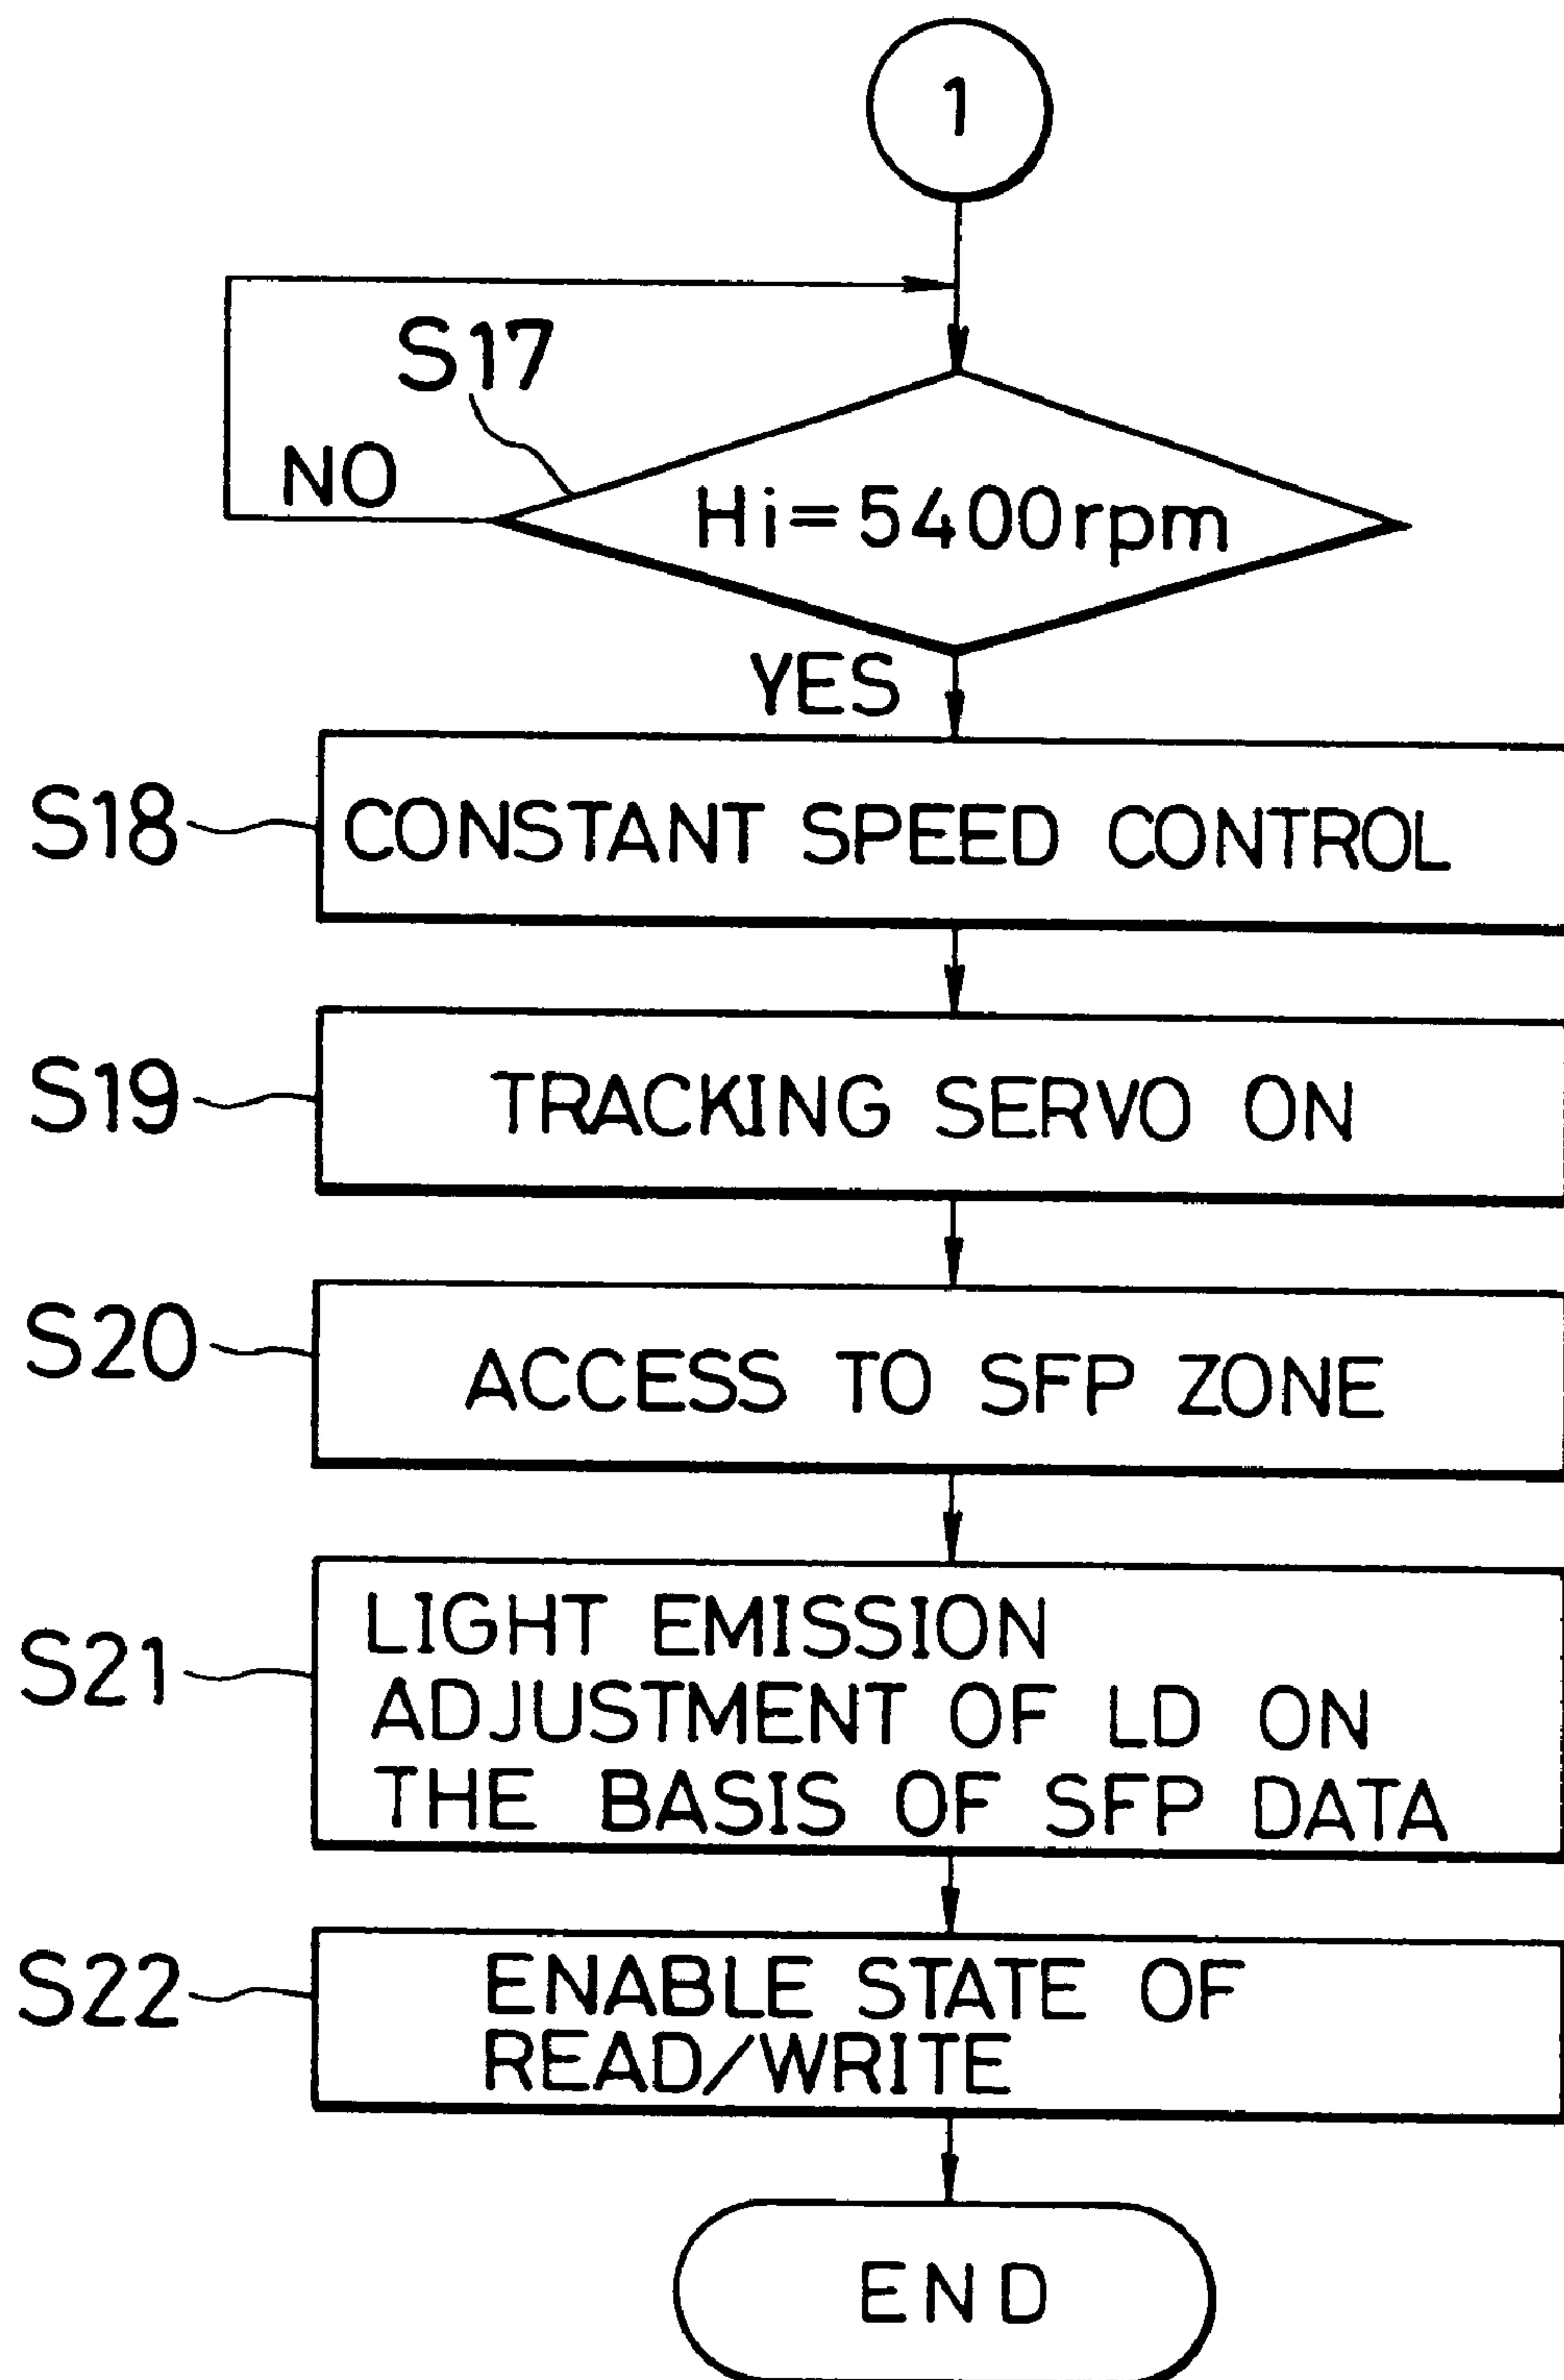 1
S17
NO
Hi=5400rpm
YES
S18
CONSTANT SPEED CONTROL
S19
TRACKING SERVO ON
S20
ACCESS TO SFP ZONE
S21
LIGHT EMISSION
ADJUSTMENT OF LD ON
THE BASIS OF SFP DATA
S22
ENABLE STATE OF
READ/WRITE
END